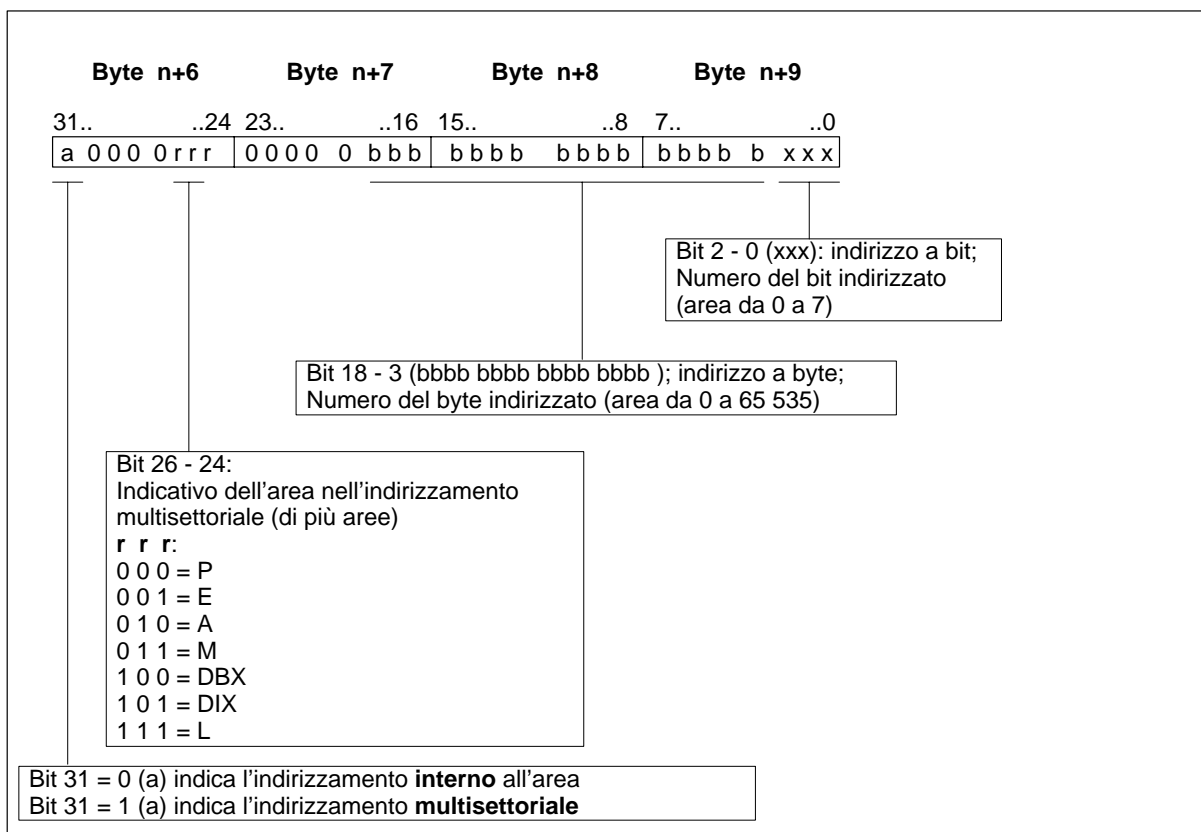 Byte n+6 Byte n+7 Byte n+8 Byte n+9
31.. ..24 23.. ..16 15.. ..8 7.. ..0
a 0 0 0 0 r r r 0 0 0 0 0 b b b b b b b b b b b b b b b b x x x
Bit 2 - 0 (xxx): indirizzo a bit;
Numero del bit indirizzato
(area da 0 a 7)
Bit 18 - 3 (bbbb bbbb bbbb bbbb ); indirizzo a byte;
Numero del byte indirizzato (area da 0 a 65 535)
Bit 26 - 24:
Indicativo dell'area nell'indirizzamento
multisettoriale (di più aree)
r r r:
0 0 0 = P
0 0 1 = E
0 1 0 = A
0 1 1 = M
1 0 0 = DBX
1 0 1 = DIX
1 1 1 = L
Bit 31 = 0 (a) indica l'indirizzamento interno all'area
Bit 31 = 1 (a) indica l'indirizzamento multisettoriale